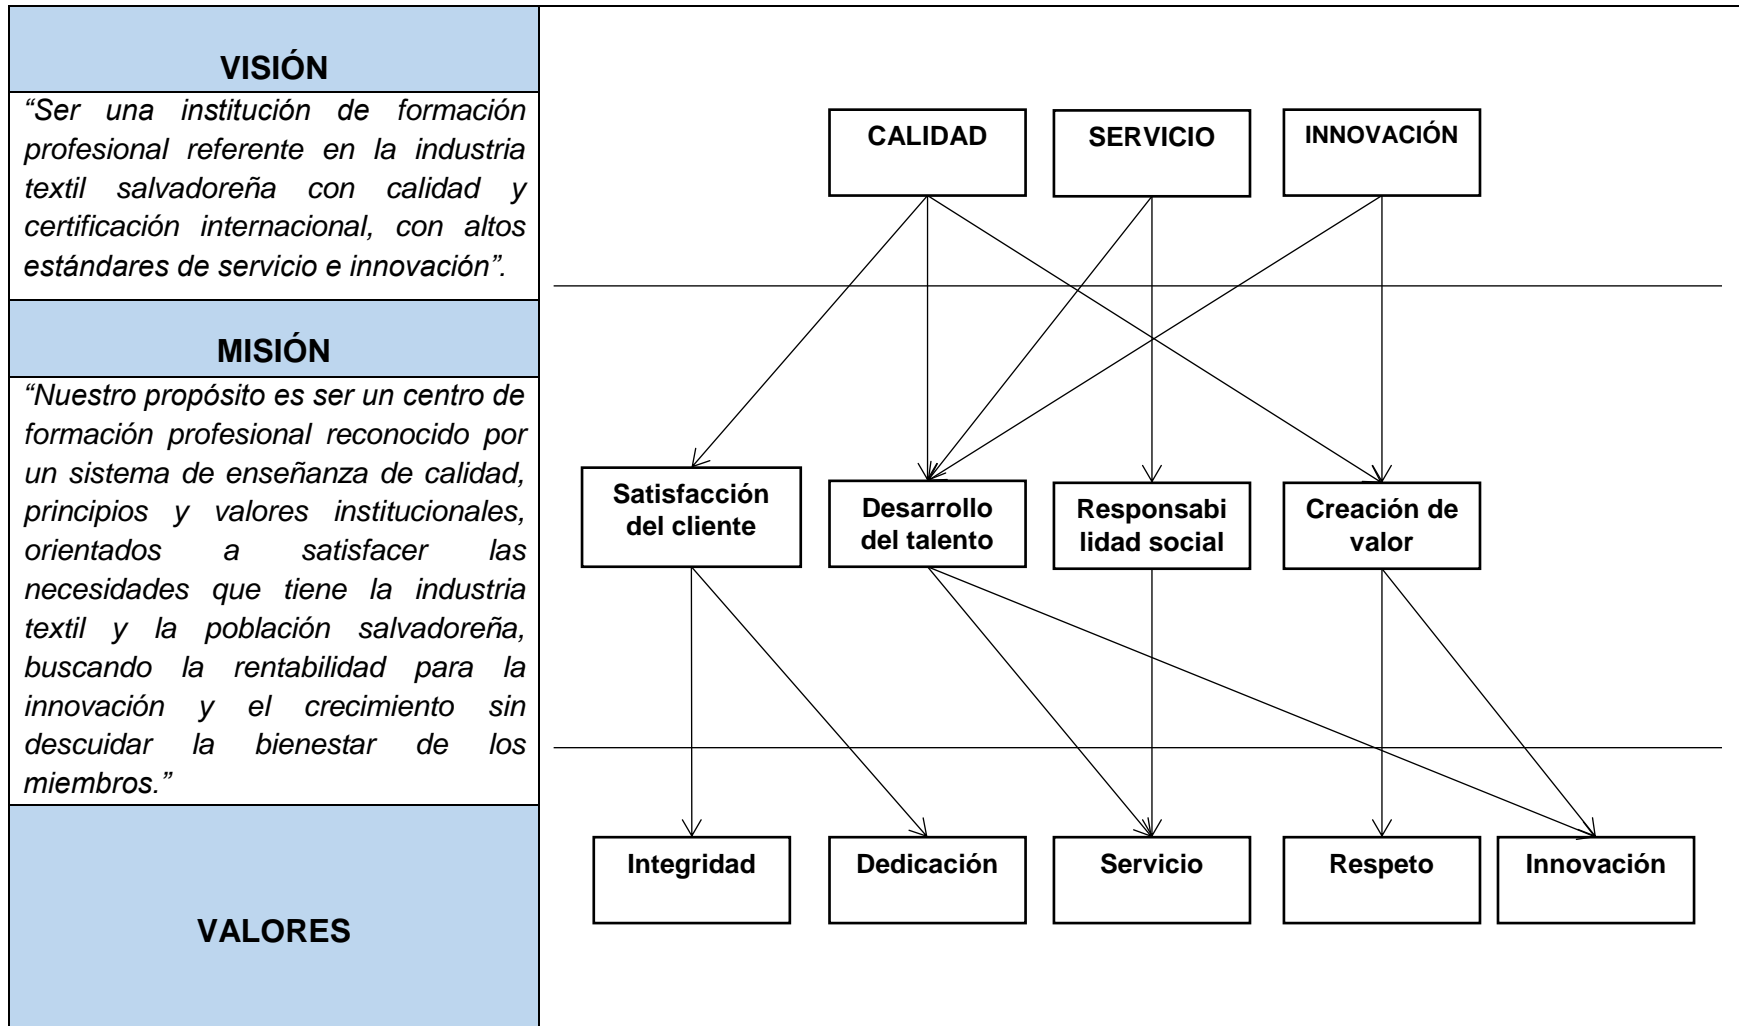 VISIÓN
“Ser una institución de formación
profesional referente en la industria
textil salvadoreña con calidad y
certificación internacional, con altos
estándares de servicio e innovación”.
CALIDAD
SERVICIO
INNOVACIÓN
MISIÓN
“Nuestro propósito es ser un centro de
formación profesional reconocido por
un sistema de enseñanza de calidad,
principios y valores institucionales,
orientados a satisfacer las
necesidades que tiene la industria
textil y la población salvadoreña,
buscando la rentabilidad para la
innovación y el crecimiento sin
descuidar la bienestar de los
miembros.”
Satisfacción
del cliente
Desarrollo
del talento
Responsabi
lidad social
Creación de
valor
VALORES
Integridad
Dedicación
Servicio
Respeto
Innovación